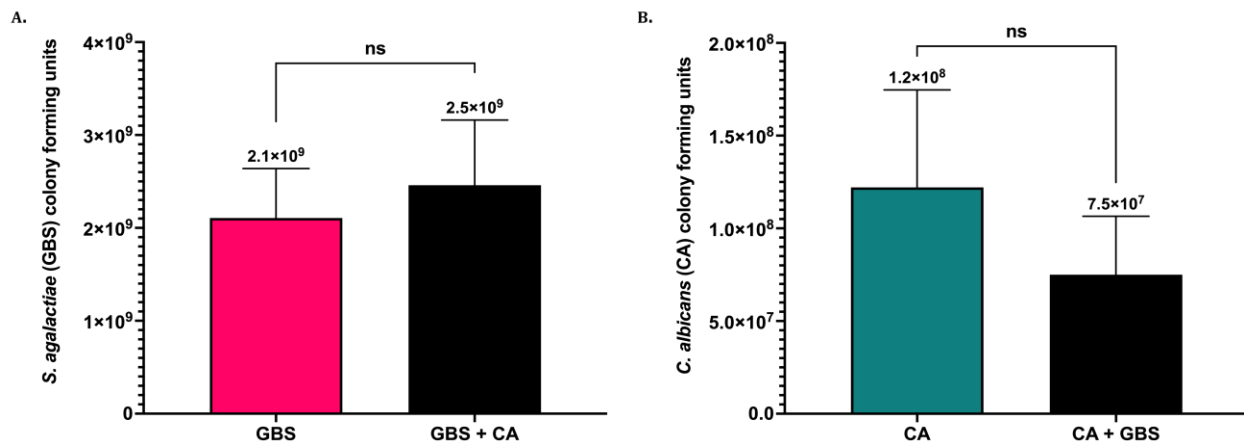 A.
S. agalactiae (GBS) colony forming units
4×10⁹
3×10⁹
2×10⁹
1×10⁹
0
ns
2.1×10⁹
2.5×10⁹
GBS
GBS + CA
B.
C. albicans (CA) colony forming units
2.0×10⁸
1.5×10⁸
1.0×10⁸
5.0×10⁷
0.0
ns
1.2×10⁸
7.5×10⁷
CA
CA + GBS